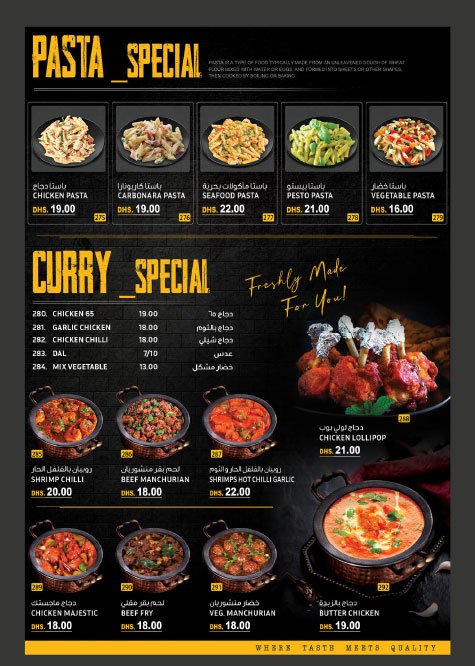 PASTA _SPECIAL
PASTA IS A TYPE OF FOOD TYPICALLY MADE FROM AN UNLEAVENED DOUGH OF WHEAT
FLOUR MIXED WITH WATER OR EGGS, AND FORMED INTO SHEETS OR OTHER SHAPES,
THEN COOKED BY BOILING OR BAKING.
باستا دجاج
CHICKEN PASTA
DHS. 19.00
275
باستا كاربونارا
CARBONARA PASTA
DHS. 19.00
276
باستا مأكولات بحرية
SEAFOOD PASTA
DHS. 22.00
277
باستا بيستو
PESTO PASTA
DHS. 21.00
278
باستا خضار
VEGETABLE PASTA
DHS. 16.00
279
CURRY _SPECIAL
Freshly Made
For You!
280. CHICKEN 65 19.00 دجاج ٦٥
281. GARLIC CHICKEN 18.00 دجاج بالثوم
282. CHICKEN CHILLI 18.00 دجاج شيلي
283. DAL 7/10 عدس
284. MIX VEGETABLE 13.00 خضار مشكل
285
روبيان بالفلفل الحار
SHRIMP CHILLI
DHS. 20.00
286
لحم بقر منشوريان
BEEF MANCHURIAN
DHS. 18.00
287
روبيان بالفلفل الحار والثوم
SHRIMPS HOT CHILLI GARLIC
DHS. 22.00
288
دجاج لولي بوب
CHICKEN LOLLIPOP
DHS. 21.00
289
دجاج ماجستك
CHICKEN MAJESTIC
DHS. 18.00
290
لحم بقر مقلي
BEEF FRY
DHS. 18.00
291
خضار منشوريان
VEG. MANCHURIAN
DHS. 18.00
292
دجاج بالزبدة
BUTTER CHICKEN
DHS. 19.00
WHERE TASTE MEETS QUALITY